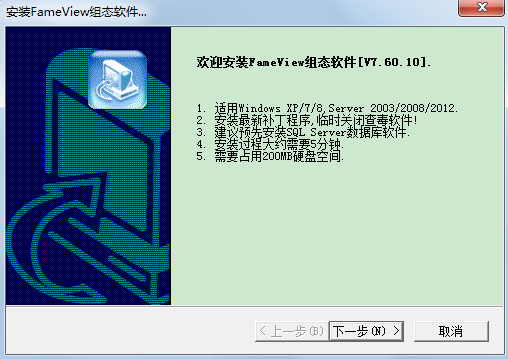 安装FameView组态软件...
欢迎安装FameView组态软件[V7.60.10].
1. 适用Windows XP/7/8,Server 2003/2008/2012.
2. 安装最新补丁程序,临时关闭查毒软件!
3. 建议预先安装SQL Server数据库软件.
4. 安装过程大约需要5分钟.
5. 需要占用200MB硬盘空间.
< 上一步(B) 下一步(N) > 取消